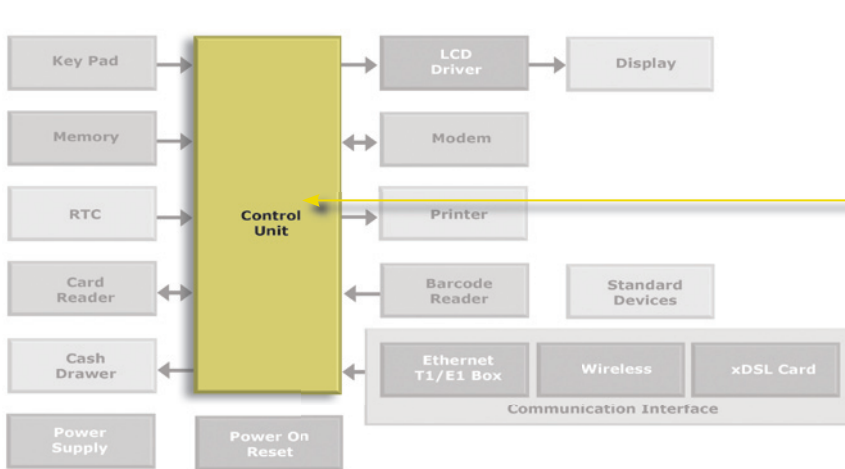 Key Pad
LCD
Driver
Display
Memory
Modem
RTC
Control
Unit
Printer
Card
Reader
Barcode
Reader
Standard
Devices
Cash
Drawer
Ethernet
T1/E1 Box
Wireless
xDSL Card
Communication Interface
Power
Supply
Power On
Reset